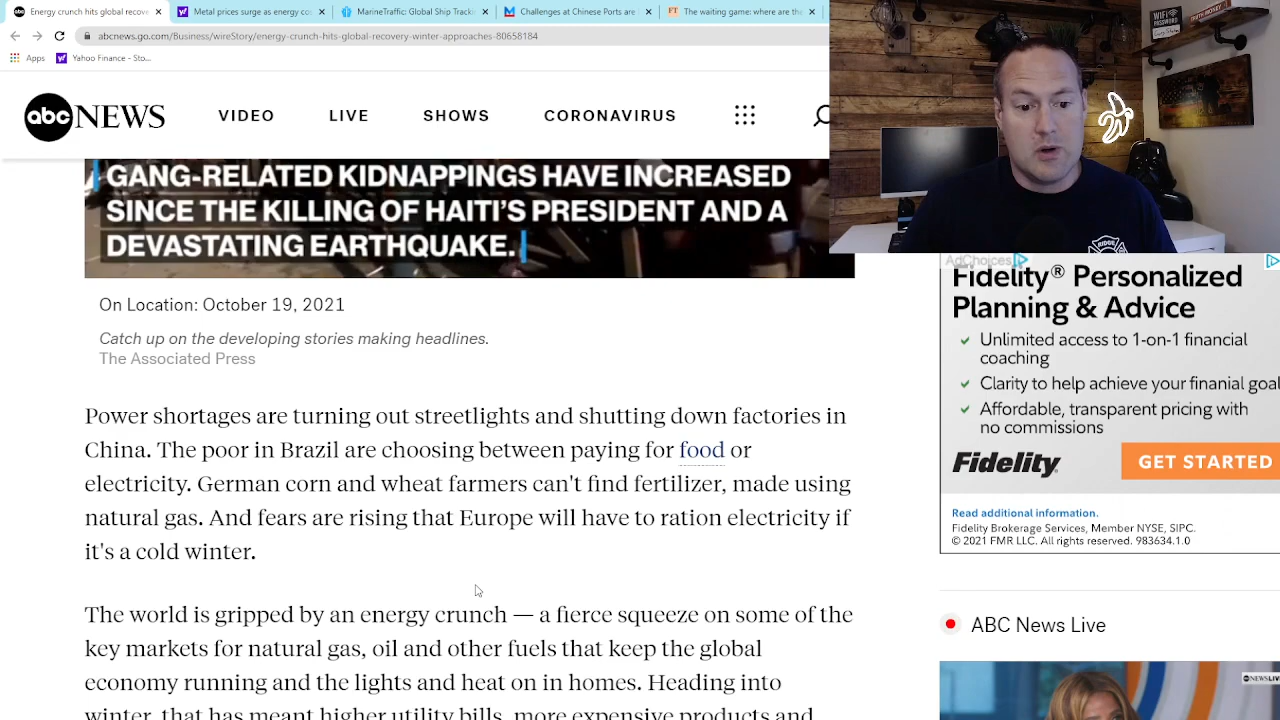 Energy crunch hits global recove
Metal prices surge as energy co
MarineTraffic: Global Ship Track
Challenges at Chinese Ports are
The waiting game: where are the
abcnews.go.com/Business/wireStory/energy-crunch-hits-global-recovery-winter-approaches-80658184
Apps
Yahoo Finance - Sto...
abc NEWS
VIDEO
LIVE
SHOWS
CORONAVIRUS
GANG-RELATED KIDNAPPINGS HAVE INCREASED
SINCE THE KILLING OF HAITI'S PRESIDENT AND A
DEVASTATING EARTHQUAKE.
On Location: October 19, 2021
Catch up on the developing stories making headlines.
The Associated Press
Power shortages are turning out streetlights and shutting down factories in
China. The poor in Brazil are choosing between paying for food or
electricity. German corn and wheat farmers can't find fertilizer, made using
natural gas. And fears are rising that Europe will have to ration electricity if
it's a cold winter.
The world is gripped by an energy crunch — a fierce squeeze on some of the
key markets for natural gas, oil and other fuels that keep the global
economy running and the lights and heat on in homes. Heading into
winter, that has meant higher utility bills, more expensive products and
WIFI
PASSWORD
RIDGE
AdChoices
Fidelity® Personalized
Planning & Advice
Unlimited access to 1-on-1 financial
coaching
Clarity to help achieve your finanial goal
Affordable, transparent pricing with
no commissions
Fidelity
GET STARTED
Read additional information.
Fidelity Brokerage Services, Member NYSE, SIPC.
© 2021 FMR LLC. All rights reserved. 983634.1.0
ABC News Live
NEWS LIVE